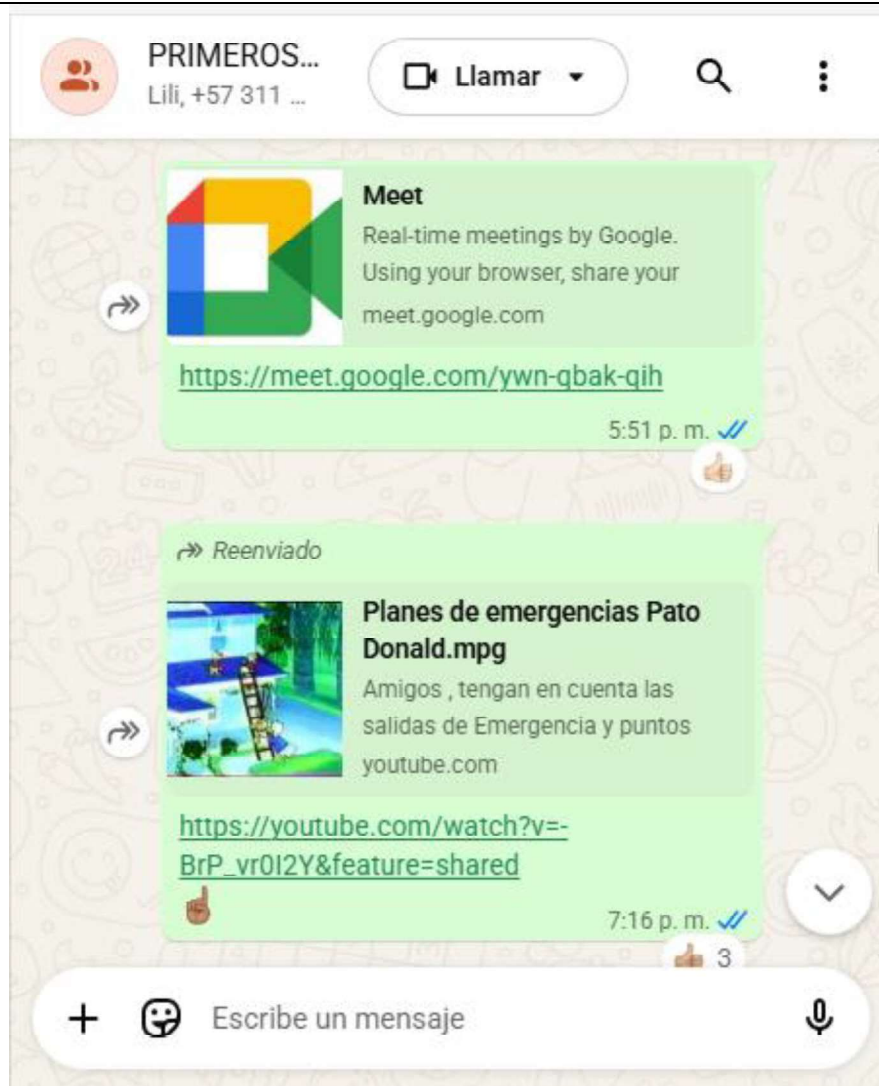 PRIMEROS...
Lili, +57 311 ...
Llamar
Meet
Real-time meetings by Google.
Using your browser, share your
meet.google.com
https://meet.google.com/ywn-qbak-qih
5:51 p. m.
Reenviado
Planes de emergencias Pato
Donald.mpg
Amigos , tengan en cuenta las
salidas de Emergencia y puntos
youtube.com
https://youtube.com/watch?v=-
BrP_vr0I2Y&feature=shared
7:16 p. m.
3
Escribe un mensaje